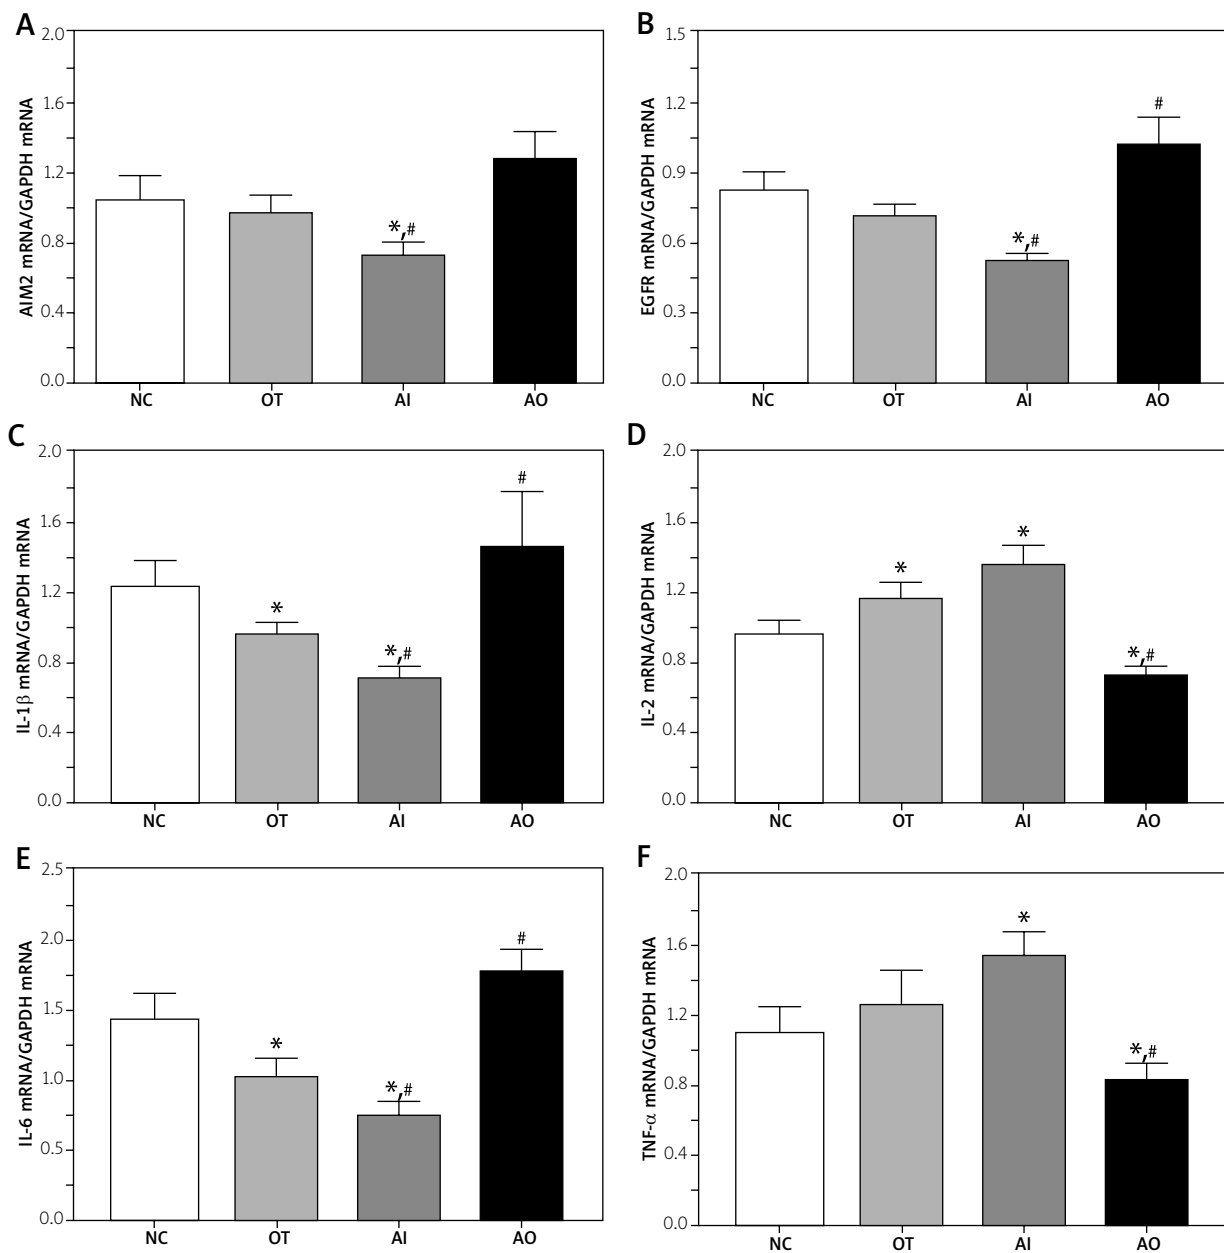 A
AIM2 mRNA/GAPDH mRNA
2.0
1.6
1.2
0.8
0.4
0.0
*,#
NC OT AI AO
B
EGFR mRNA/GAPDH mRNA
1.5
1.2
0.9
0.6
0.3
0.0
#
*,#
NC OT AI AO
C
IL-1β mRNA/GAPDH mRNA
2.0
1.6
1.2
0.8
0.4
0.0
#
*
*,#
NC OT AI AO
D
IL-2 mRNA/GAPDH mRNA
2.0
1.6
1.2
0.8
0.4
0.0
*
*
*,#
NC OT AI AO
E
IL-6 mRNA/GAPDH mRNA
2.5
2.0
1.5
1.0
0.5
0.0
#
*
*,#
NC OT AI AO
F
TNF-α mRNA/GAPDH mRNA
2.0
1.6
1.2
0.8
0.4
0.0
*
*,#
NC OT AI AO